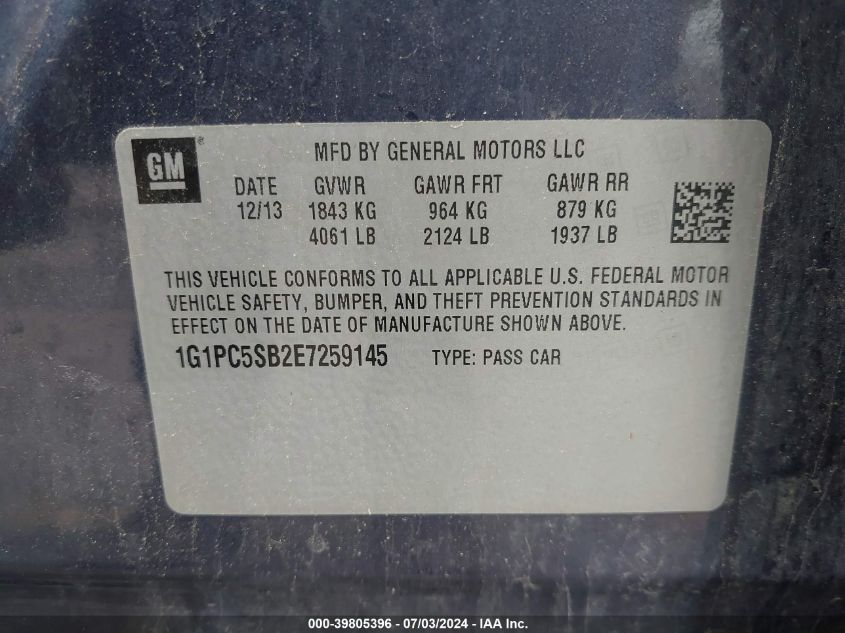 GM ®
MFD BY GENERAL MOTORS LLC
DATE GVWR GAWR FRT GAWR RR
12/13 1843 KG 964 KG 879 KG
4061 LB 2124 LB 1937 LB
THIS VEHICLE CONFORMS TO ALL APPLICABLE U.S. FEDERAL MOTOR
VEHICLE SAFETY, BUMPER, AND THEFT PREVENTION STANDARDS IN
EFFECT ON THE DATE OF MANUFACTURE SHOWN ABOVE.
1G1PC5SB2E7259145 TYPE: PASS CAR
000-39805396 - 07/03/2024 - IAA Inc.